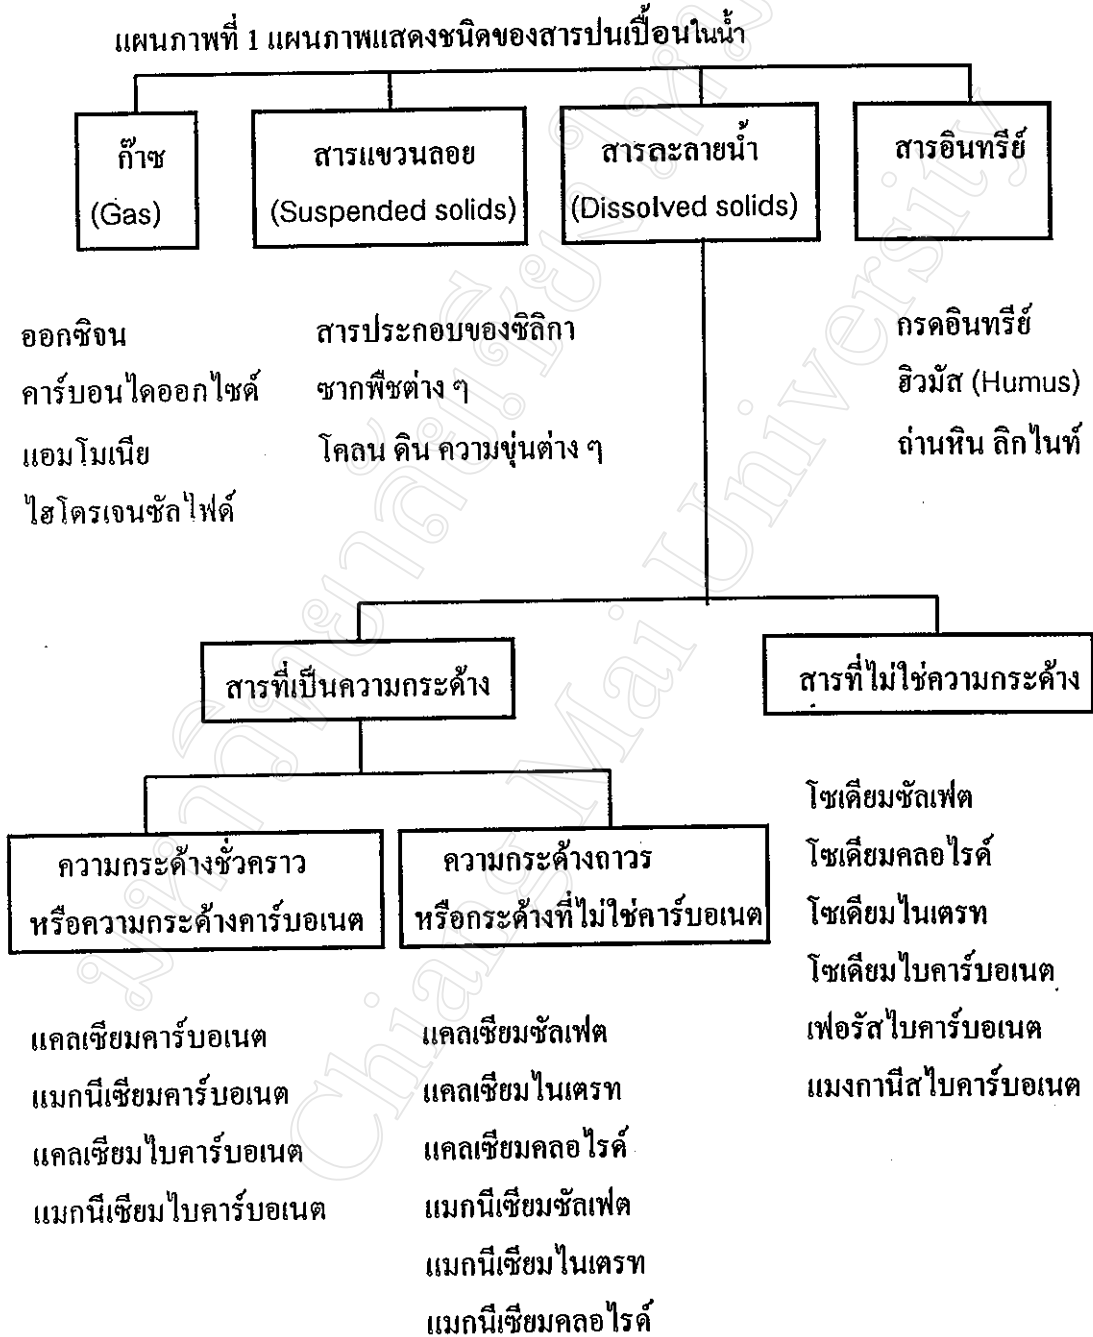 แผนภาพที่ 1 แผนภาพแสดงชนิดของสารปนเปื้อนในน้ำ
ก๊าซ
(Gas)
สารแขวนลอย
(Suspended solids)
สารละลายน้ำ
(Dissolved solids)
สารอินทรีย์
ออกซิจน
คาร์บอนไดออกไซด์
แอมโมเนีย
ไฮโดรเจนซัลไฟด์
สารประกอบของซิลิกา
ซากพืชต่าง ๆ
โคลน ดิน ความขุ่นต่าง ๆ
กรดอินทรีย์
ฮิวมัส (Humus)
ถ่านหิน ลิกไนท์
สารที่เป็นความกระด้าง
สารที่ไม่ใช่ความกระด้าง
ความกระด้างชั่วคราว
หรือความกระด้างคาร์บอเนต
ความกระด้างถาวร
หรือกระด้างที่ไม่ใช่คาร์บอเนต
แคลเซียมคาร์บอเนต
แมกนีเซียมคาร์บอเนต
แคลเซียมไบคาร์บอเนต
แมกนีเซียมไบคาร์บอเนต
แคลเซียมซัลเฟต
แคลเซียมไนเตรท
แคลเซียมคลอไรด์
แมกนีเซียมซัลเฟต
แมกนีเซียมไนเตรท
แมกนีเซียมคลอไรด์
โซเดียมซัลเฟต
โซเดียมคลอไรด์
โซเดียมไนเตรท
โซเดียมไบคาร์บอเนต
เฟอรัสไบคาร์บอเนต
แมงกานีสไบคาร์บอเนต
มหาวิทยาลัยเชียงใหม่
Chiang Mai University